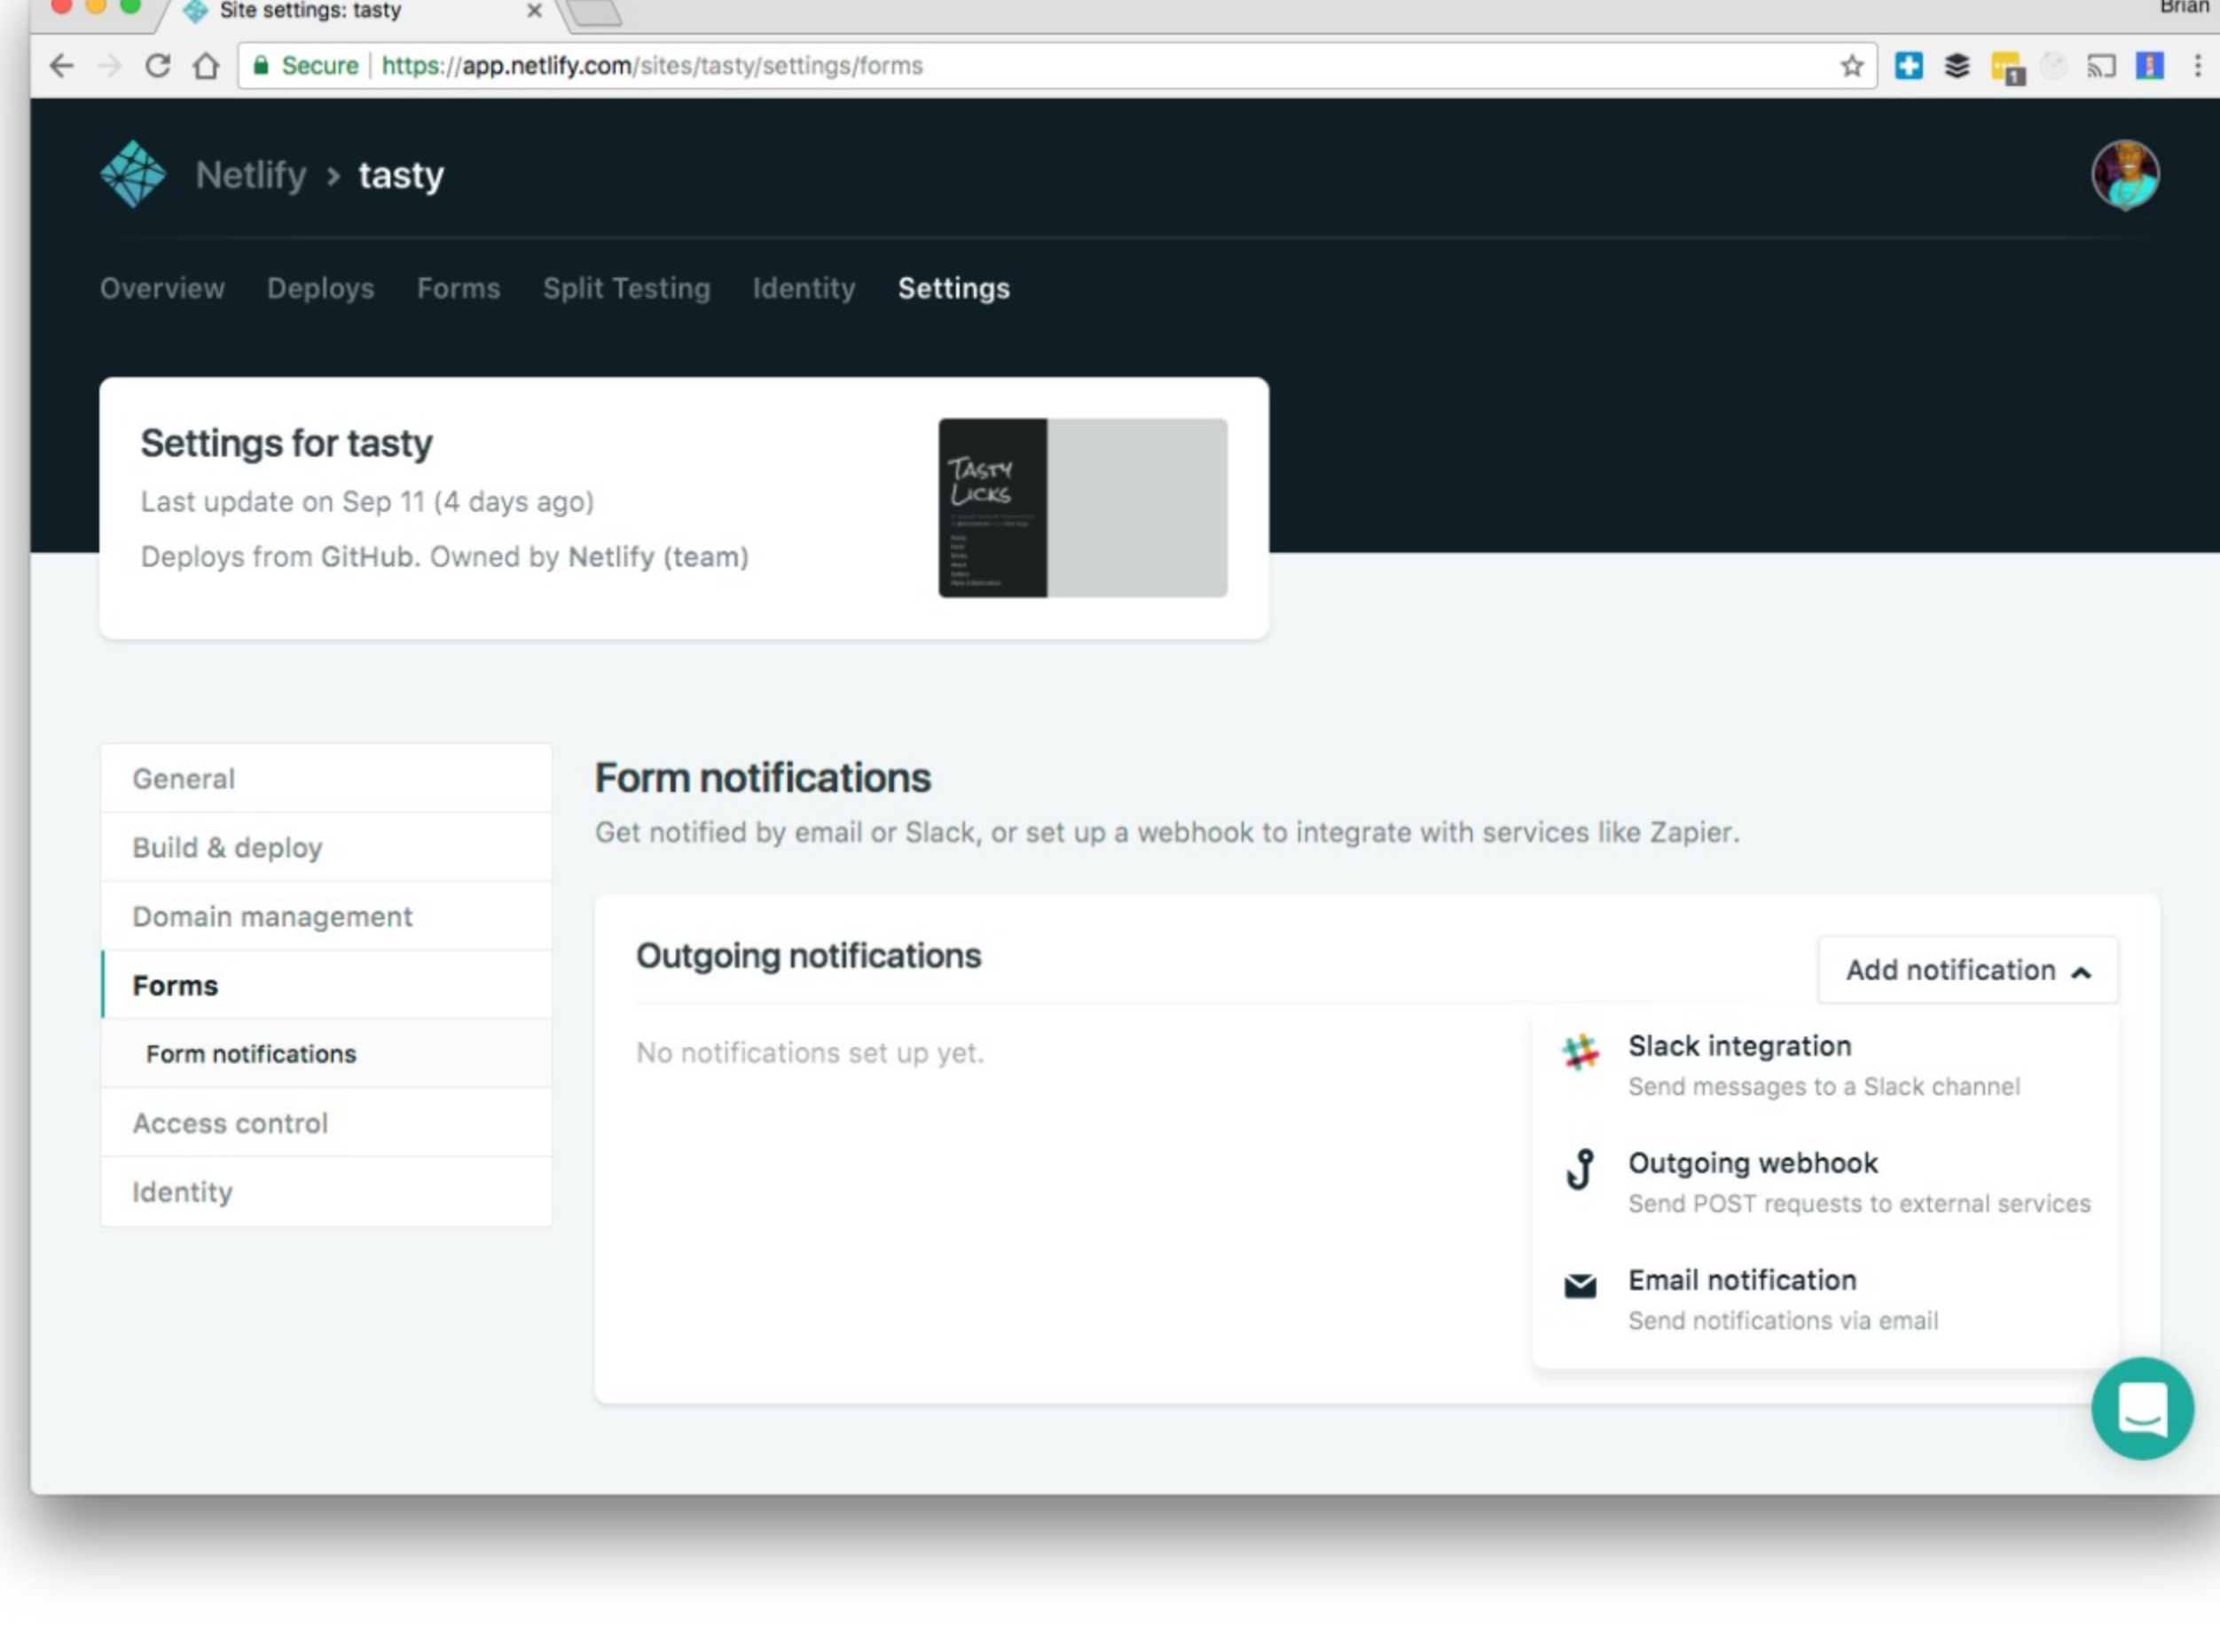 Site settings: tasty
Brian
Secure https://app.netlify.com/sites/tasty/settings/forms
1
Netlify > tasty
Overview Deploys Forms Split Testing Identity Settings
Settings for tasty
Last update on Sep 11 (4 days ago)
Deploys from GitHub. Owned by Netlify (team)
TASTY
LICKS
General
Build & deploy
Domain management
Forms
Form notifications
Access control
Identity
Form notifications
Get notified by email or Slack, or set up a webhook to integrate with services like Zapier.
Outgoing notifications
Add notification
No notifications set up yet.
Slack integration
Send messages to a Slack channel
Outgoing webhook
Send POST requests to external services
Email notification
Send notifications via email